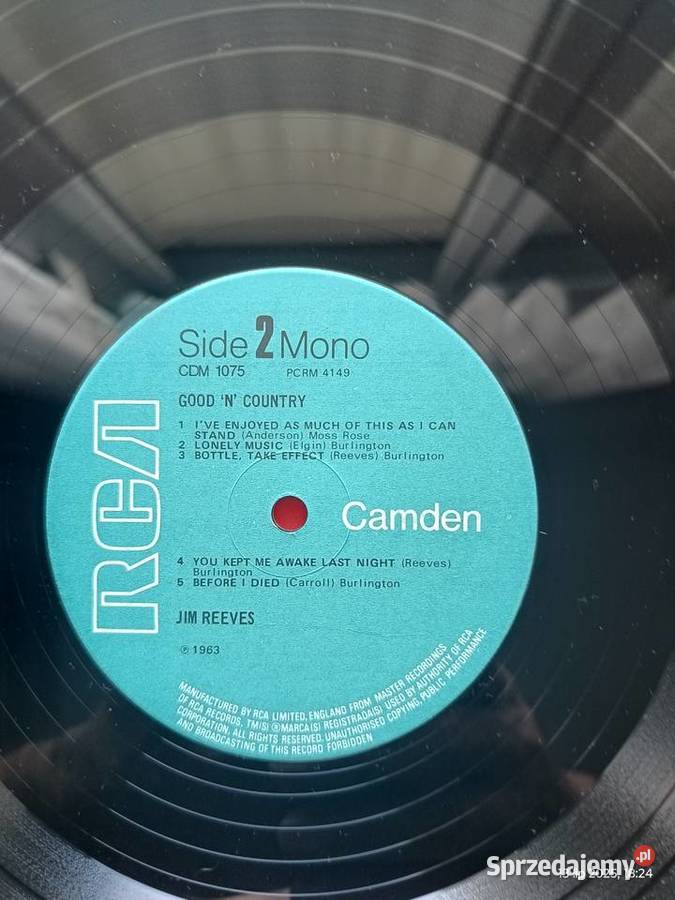 Side 2 Mono
CDM 1075 PCRM 4149
GOOD 'N' COUNTRY
1 I'VE ENJOYED AS MUCH OF THIS AS I CAN
STAND (Anderson) Moss Rose
2 LONELY MUSIC (Elgin) Burlington
3 BOTTLE, TAKE EFFECT (Reeves) Burlington
RCA
Camden
4 YOU KEPT ME AWAKE LAST NIGHT (Reeves)
Burlington
5 BEFORE I DIED (Carroll) Burlington
JIM REEVES
℗ 1963
MANUFACTURED BY RCA LIMITED, ENGLAND FROM MASTER RECORDINGS
OF RCA RECORDS. TM(S) ® MARCA(S) REGISTRADA(S) USED BY AUTHORITY OF RCA
CORPORATION. ALL RIGHTS RESERVED. UNAUTHORISED COPYING, PUBLIC PERFORMANCE
AND BROADCASTING OF THIS RECORD FORBIDDEN
Sprzedajemy.pl